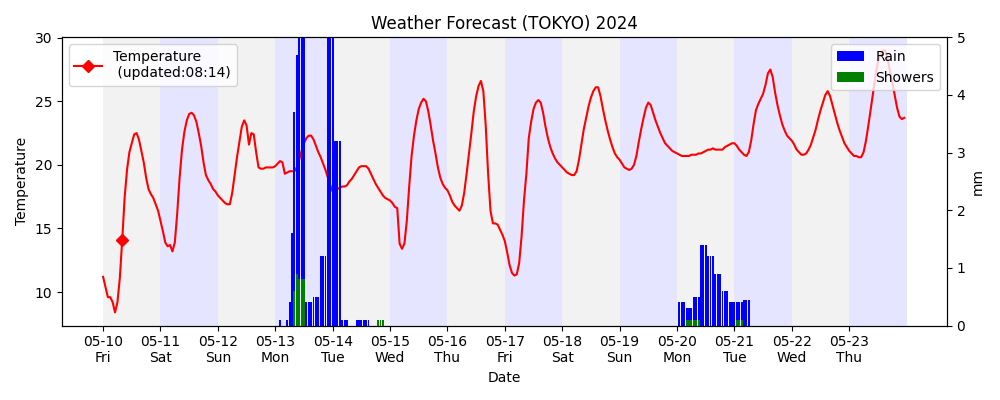 Weather Forecast (TOKYO) 2024
Temperature
(updated:08:14)
Rain
Showers
Temperature
30
25
20
15
10
mm
5
4
3
2
1
0
05-10 05-11 05-12 05-13 05-14 05-15 05-16 05-17 05-18 05-19 05-20 05-21 05-22 05-23
Fri Sat Sun Mon Tue Wed Thu Fri Sat Sun Mon Tue Wed Thu
Date